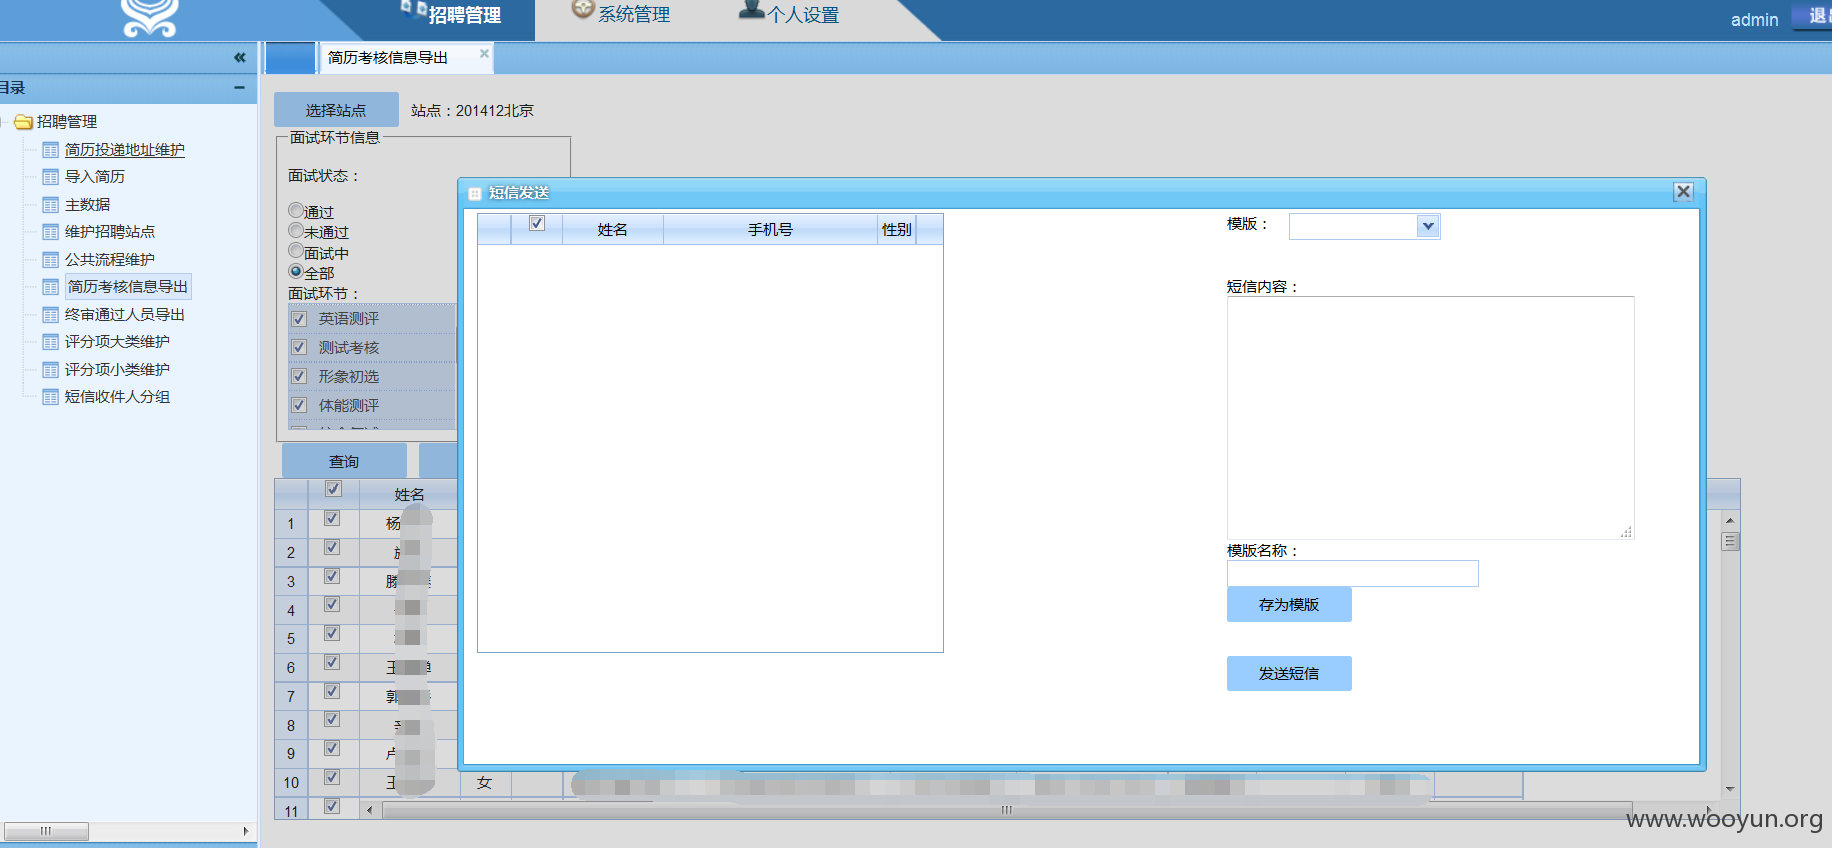 招聘管理
系统管理
个人设置
admin
简历考核信息导出
目录
招聘管理
简历投递地址维护
导入简历
主数据
维护招聘站点
公共流程维护
简历考核信息导出
终审通过人员导出
评分项大类维护
评分项小类维护
短信收件人分组
选择站点
站点：201412北京
面试环节信息
面试状态：
通过
未通过
面试中
全部
面试环节：
英语测评
测试考核
形象初选
体能测评
查询
姓名
1 杨
2
3 滕
4
5
6 王
7 郭
8
9 卢
10 王 女
11
短信发送
姓名 手机号 性别
模版：
短信内容：
模版名称：
存为模版
发送短信
www.wooyun.org